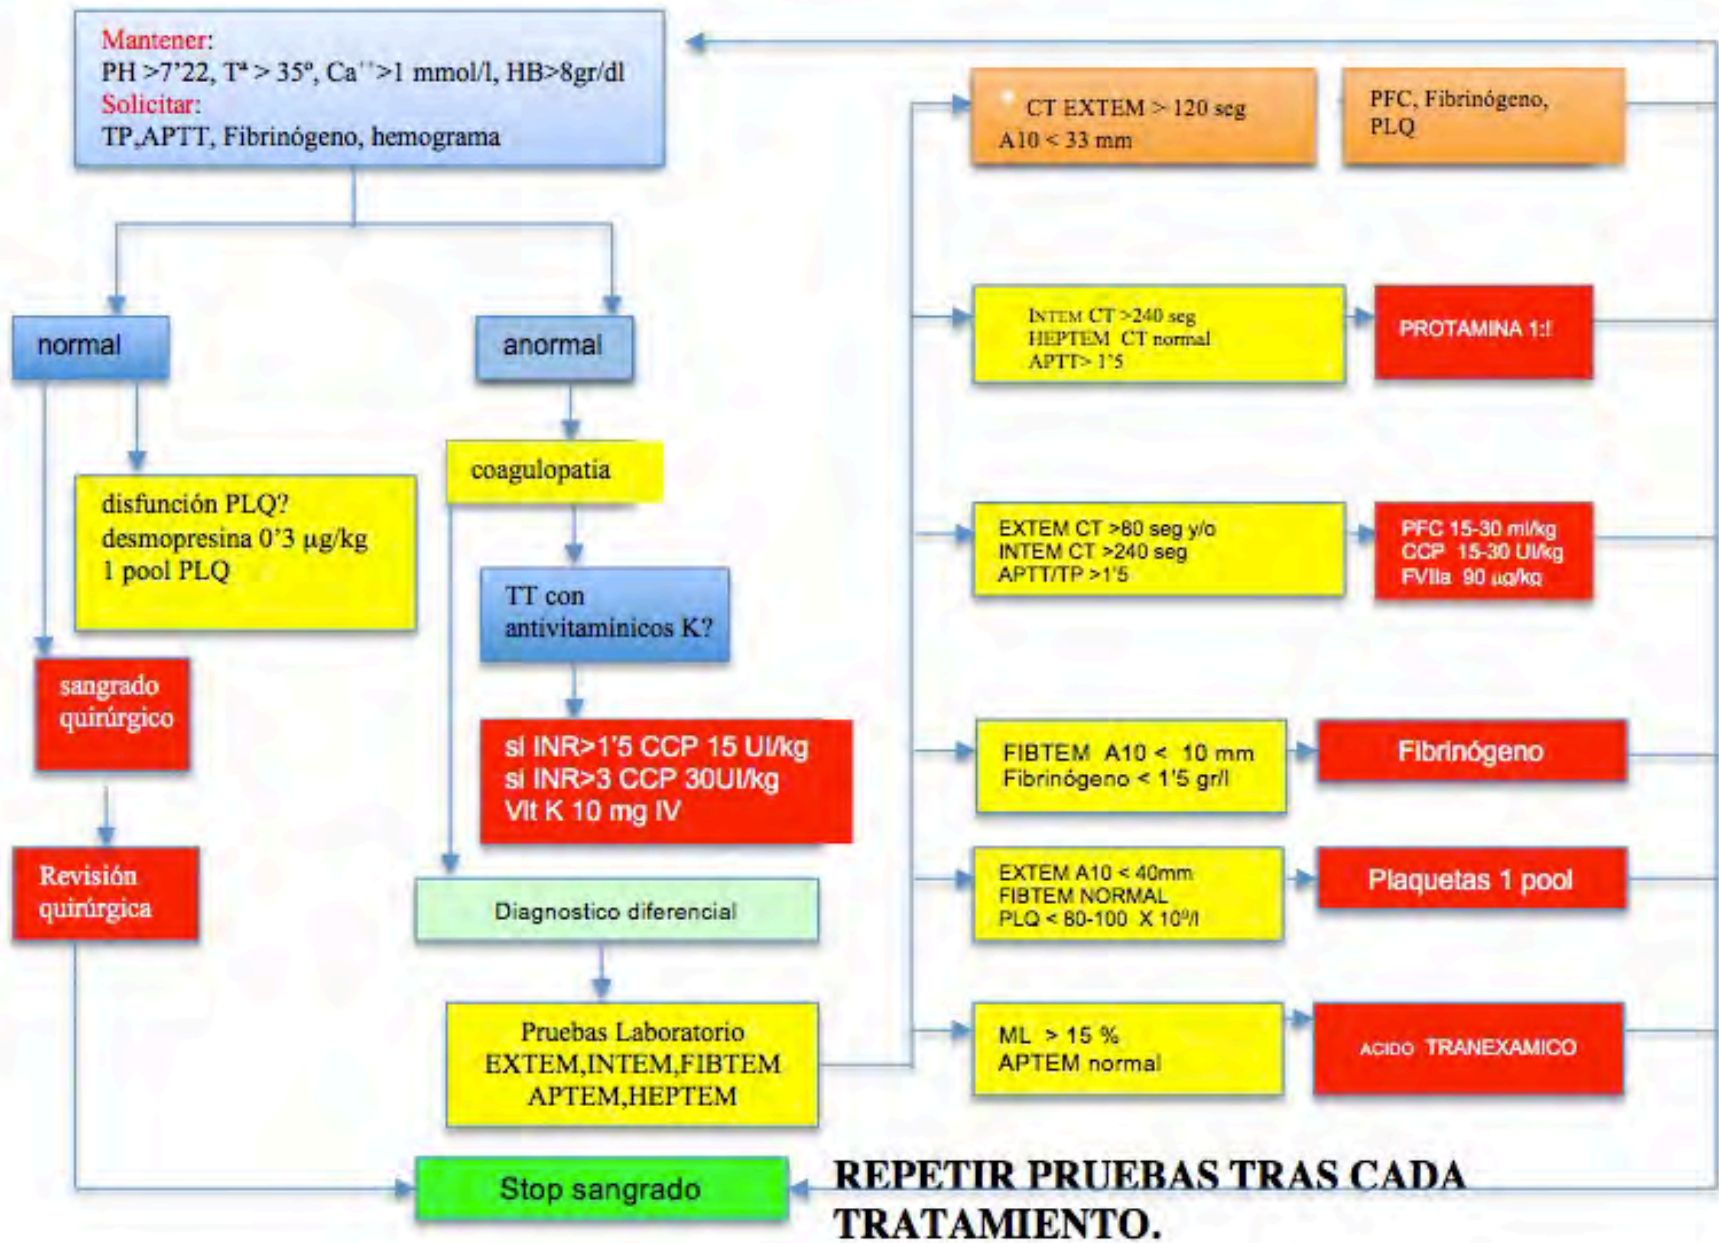 Mantener:
PH >7'22, Tª > 35º, Ca¨>1 mmol/l, HB>8gr/dl
Solicitar:
TP,APTT, Fibrinógeno, hemograma
normal
anormal
disfunción PLQ?
desmopresina 0'3 µg/kg
1 pool PLQ
sangrado
quirúrgico
Revisión
quirúrgica
coagulopatia
TT con
antivitamínicos K?
si INR>1'5 CCP 15 UI/kg
si INR>3 CCP 30UI/kg
Vit K 10 mg IV
Diagnostico diferencial
Pruebas Laboratorio
EXTEM,INTEM,FIBTEM
APTEM,HEPTEM
Stop sangrado
CT EXTEM > 120 seg
A10 < 33 mm
PFC, Fibrinógeno,
PLQ
INTEM CT >240 seg
HEPTEM CT normal
APTT> 1'5
PROTAMINA 1:!
EXTEM CT >80 seg y/o
INTEM CT >240 seg
APTT/TP >1'5
PFC 15-30 ml/kg
CCP 15-30 UI/kg
FVIIa 90 µg/kg
FIBTEM A10 < 10 mm
Fibrinógeno < 1'5 gr/l
Fibrinógeno
EXTEM A10 < 40mm
FIBTEM NORMAL
PLQ < 80-100 X 10⁹/l
Plaquetas 1 pool
ML > 15 %
APTEM normal
ACIDO TRANEXAMICO
REPETIR PRUEBAS TRAS CADA
TRATAMIENTO.